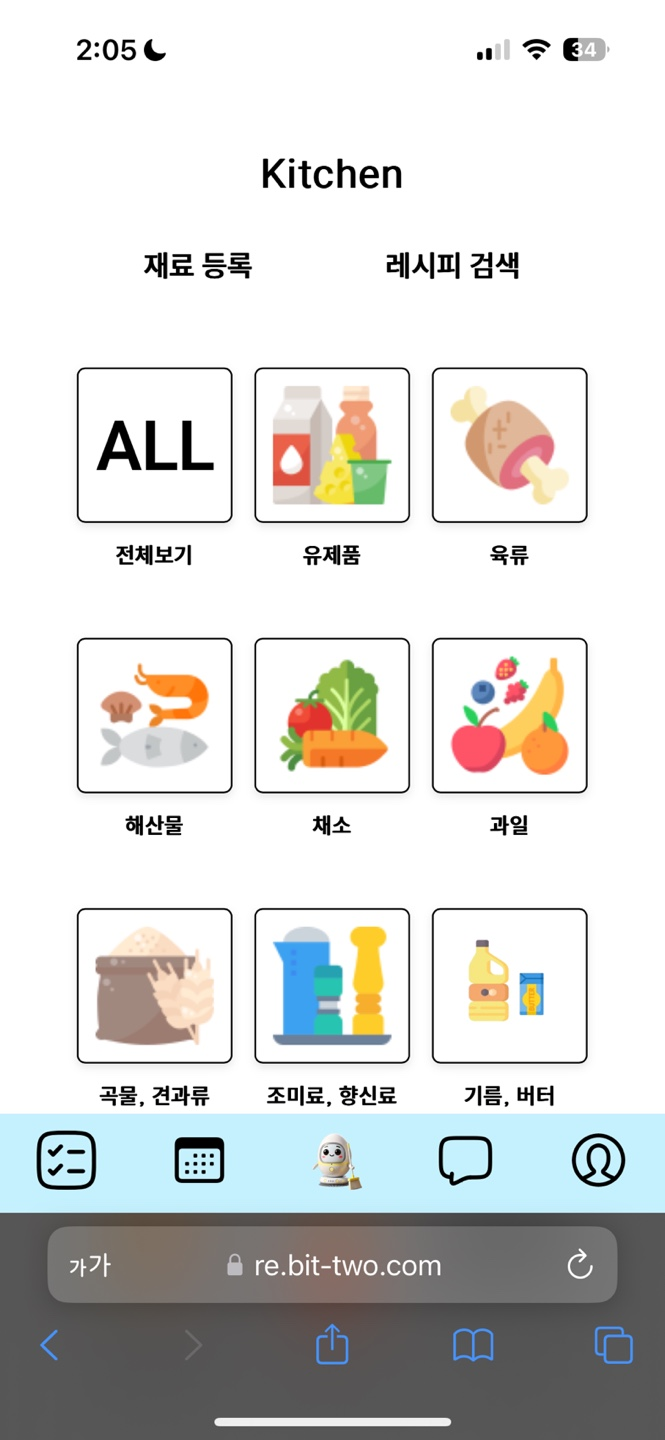 2:05
34
Kitchen
재료 등록 레시피 검색
ALL
전체보기 유제품 육류
해산물 채소 과일
곡물, 견과류 조미료, 향신료 기름, 버터
가가 re.bit-two.com